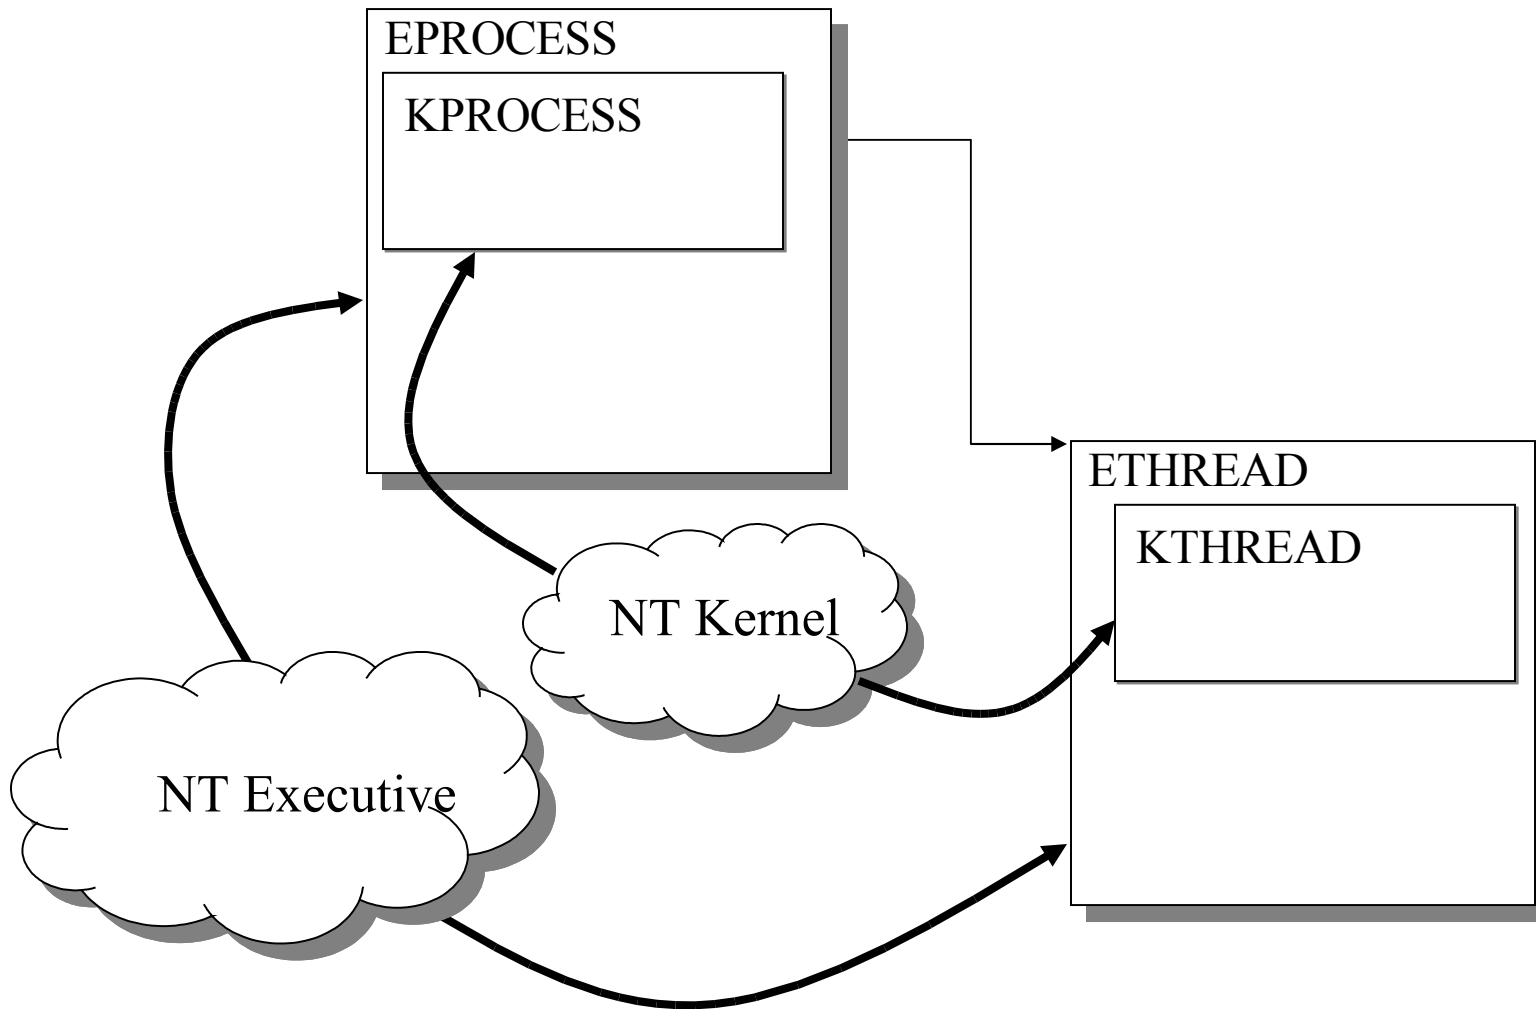 EPROCESS
KPROCESS
ETHREAD
KTHREAD
NT Kernel
NT Executive